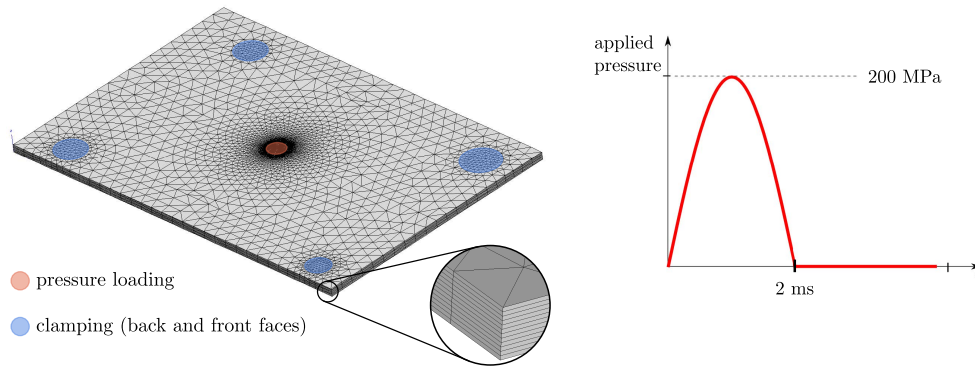 applied
pressure
200 MPa
2 ms
pressure loading
clamping (back and front faces)